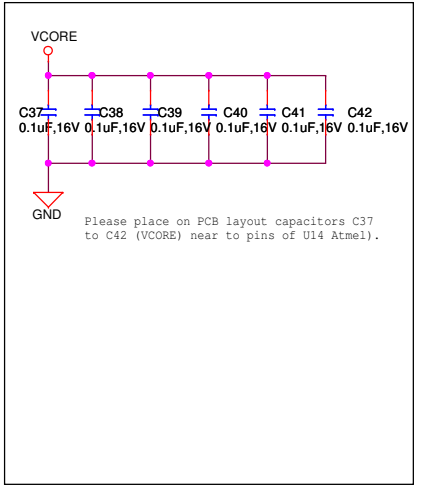 VCORE
C37 C38 C39 C40 C41 C42
0.1uF,16V 0.1uF,16V 0.1uF,16V 0.1uF,16V 0.1uF,16V 0.1uF,16V
GND
Please place on PCB layout capacitors C37
to C42 (VCORE) near to pins of U14 Atmel).